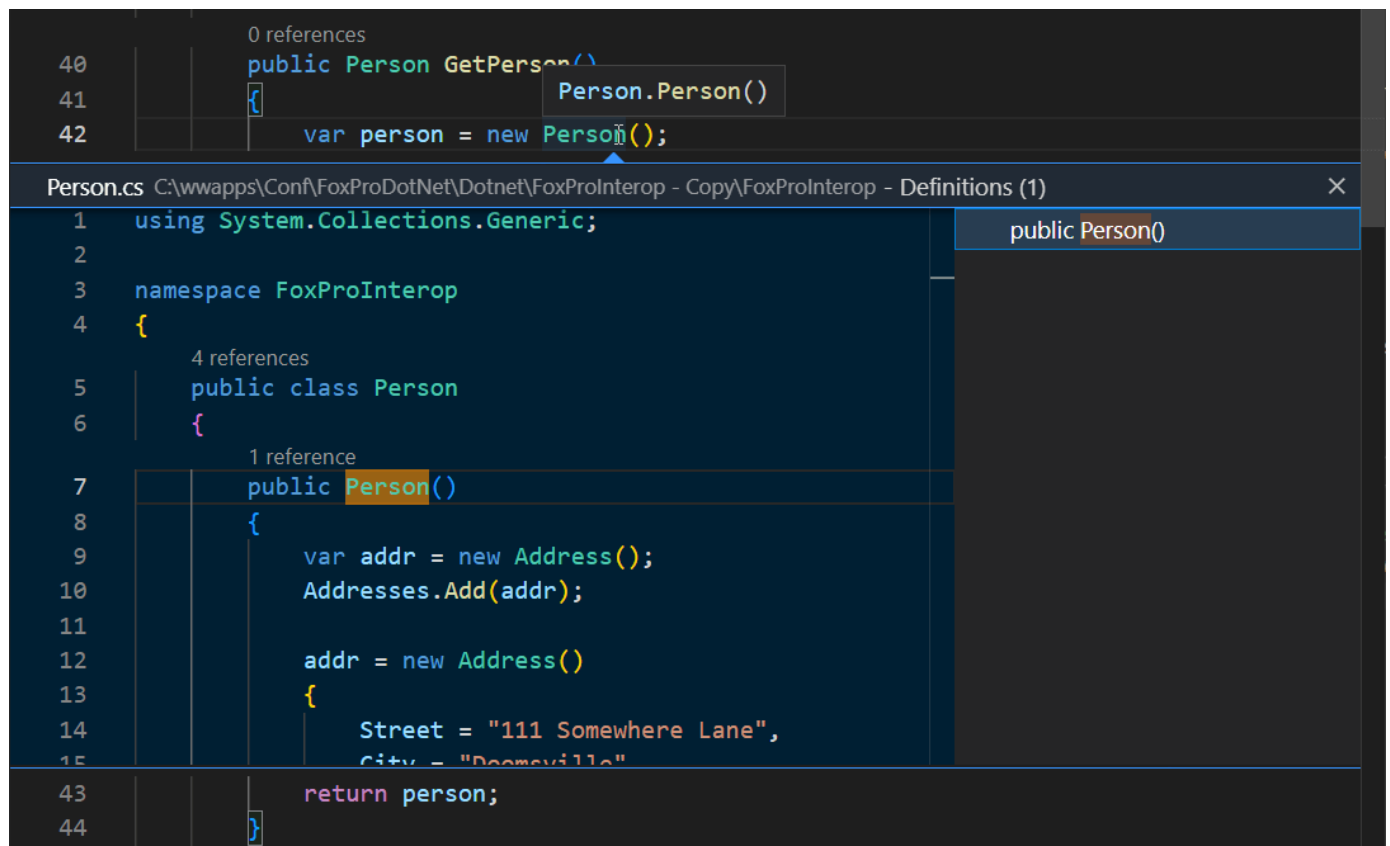 0 references
40 public Person GetPerson()
Person.Person()
41 {
42 var person = new Person();
Person.cs C:\wwapps\Conf\FoxProDotNet\Dotnet\FoxProInterop - Copy\FoxProInterop - Definitions (1)
1 using System.Collections.Generic;
public Person()
2
3 namespace FoxProInterop
4 {
4 references
5 public class Person
6 {
1 reference
7 public Person()
8 {
9 var addr = new Address();
10 Addresses.Add(addr);
11
12 addr = new Address()
13 {
14 Street = "111 Somewhere Lane",
15 City = "Doomsville"
43 return person;
44 }